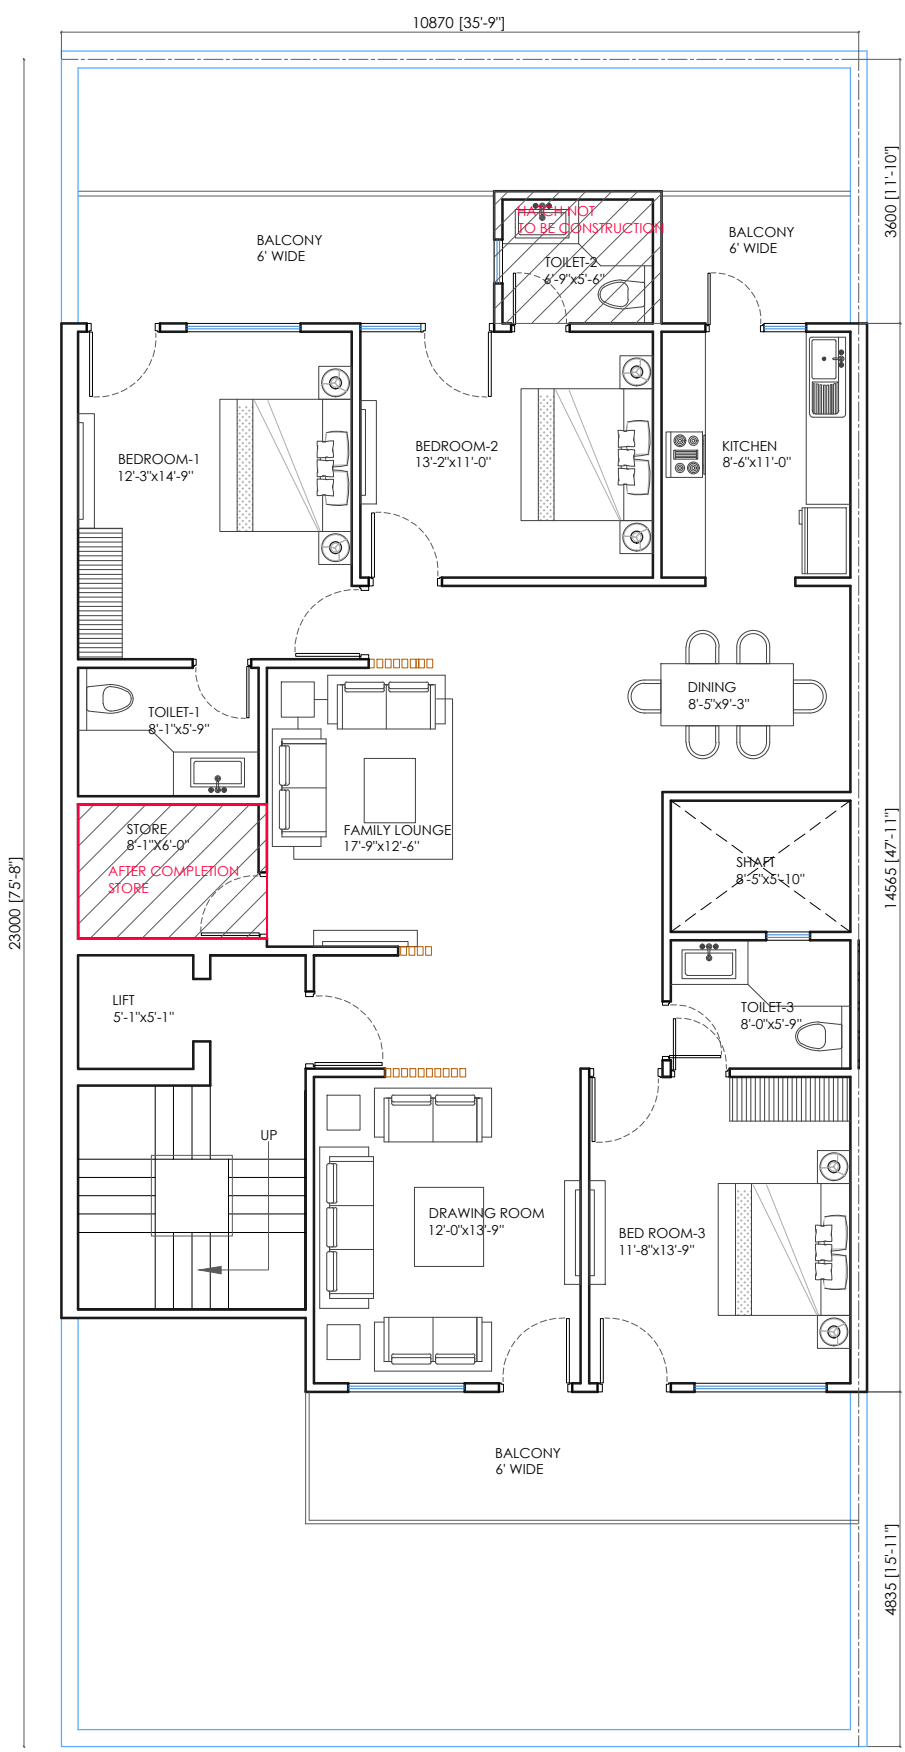 10870 [35'-9"]
3600 [11'-10"]
HATCH NOT
TO BE CONSTRUCTION
BALCONY
6' WIDE
BALCONY
6' WIDE
TOILET-2
6'-9"x5'-6"
BEDROOM-1
12'-3"x14'-9"
BEDROOM-2
13'-2"x11'-0"
KITCHEN
8'-6"x11'-0"
DINING
8'-5"x9'-3"
TOILET-1
8'-1"x5'-9"
STORE
8'-1"X6'-0"
AFTER COMPLETION
STORE
FAMILY LOUNGE
17'-9"x12'-6"
SHAFT
8'-5"x5'-10"
14565 [47'-11"]
23000 [75'-8"]
LIFT
5'-1"x5'-1"
TOILET-3
8'-0"x5'-9"
UP
DRAWING ROOM
12'-0"x13'-9"
BED ROOM-3
11'-8"x13'-9"
BALCONY
6' WIDE
4835 [15'-11"]